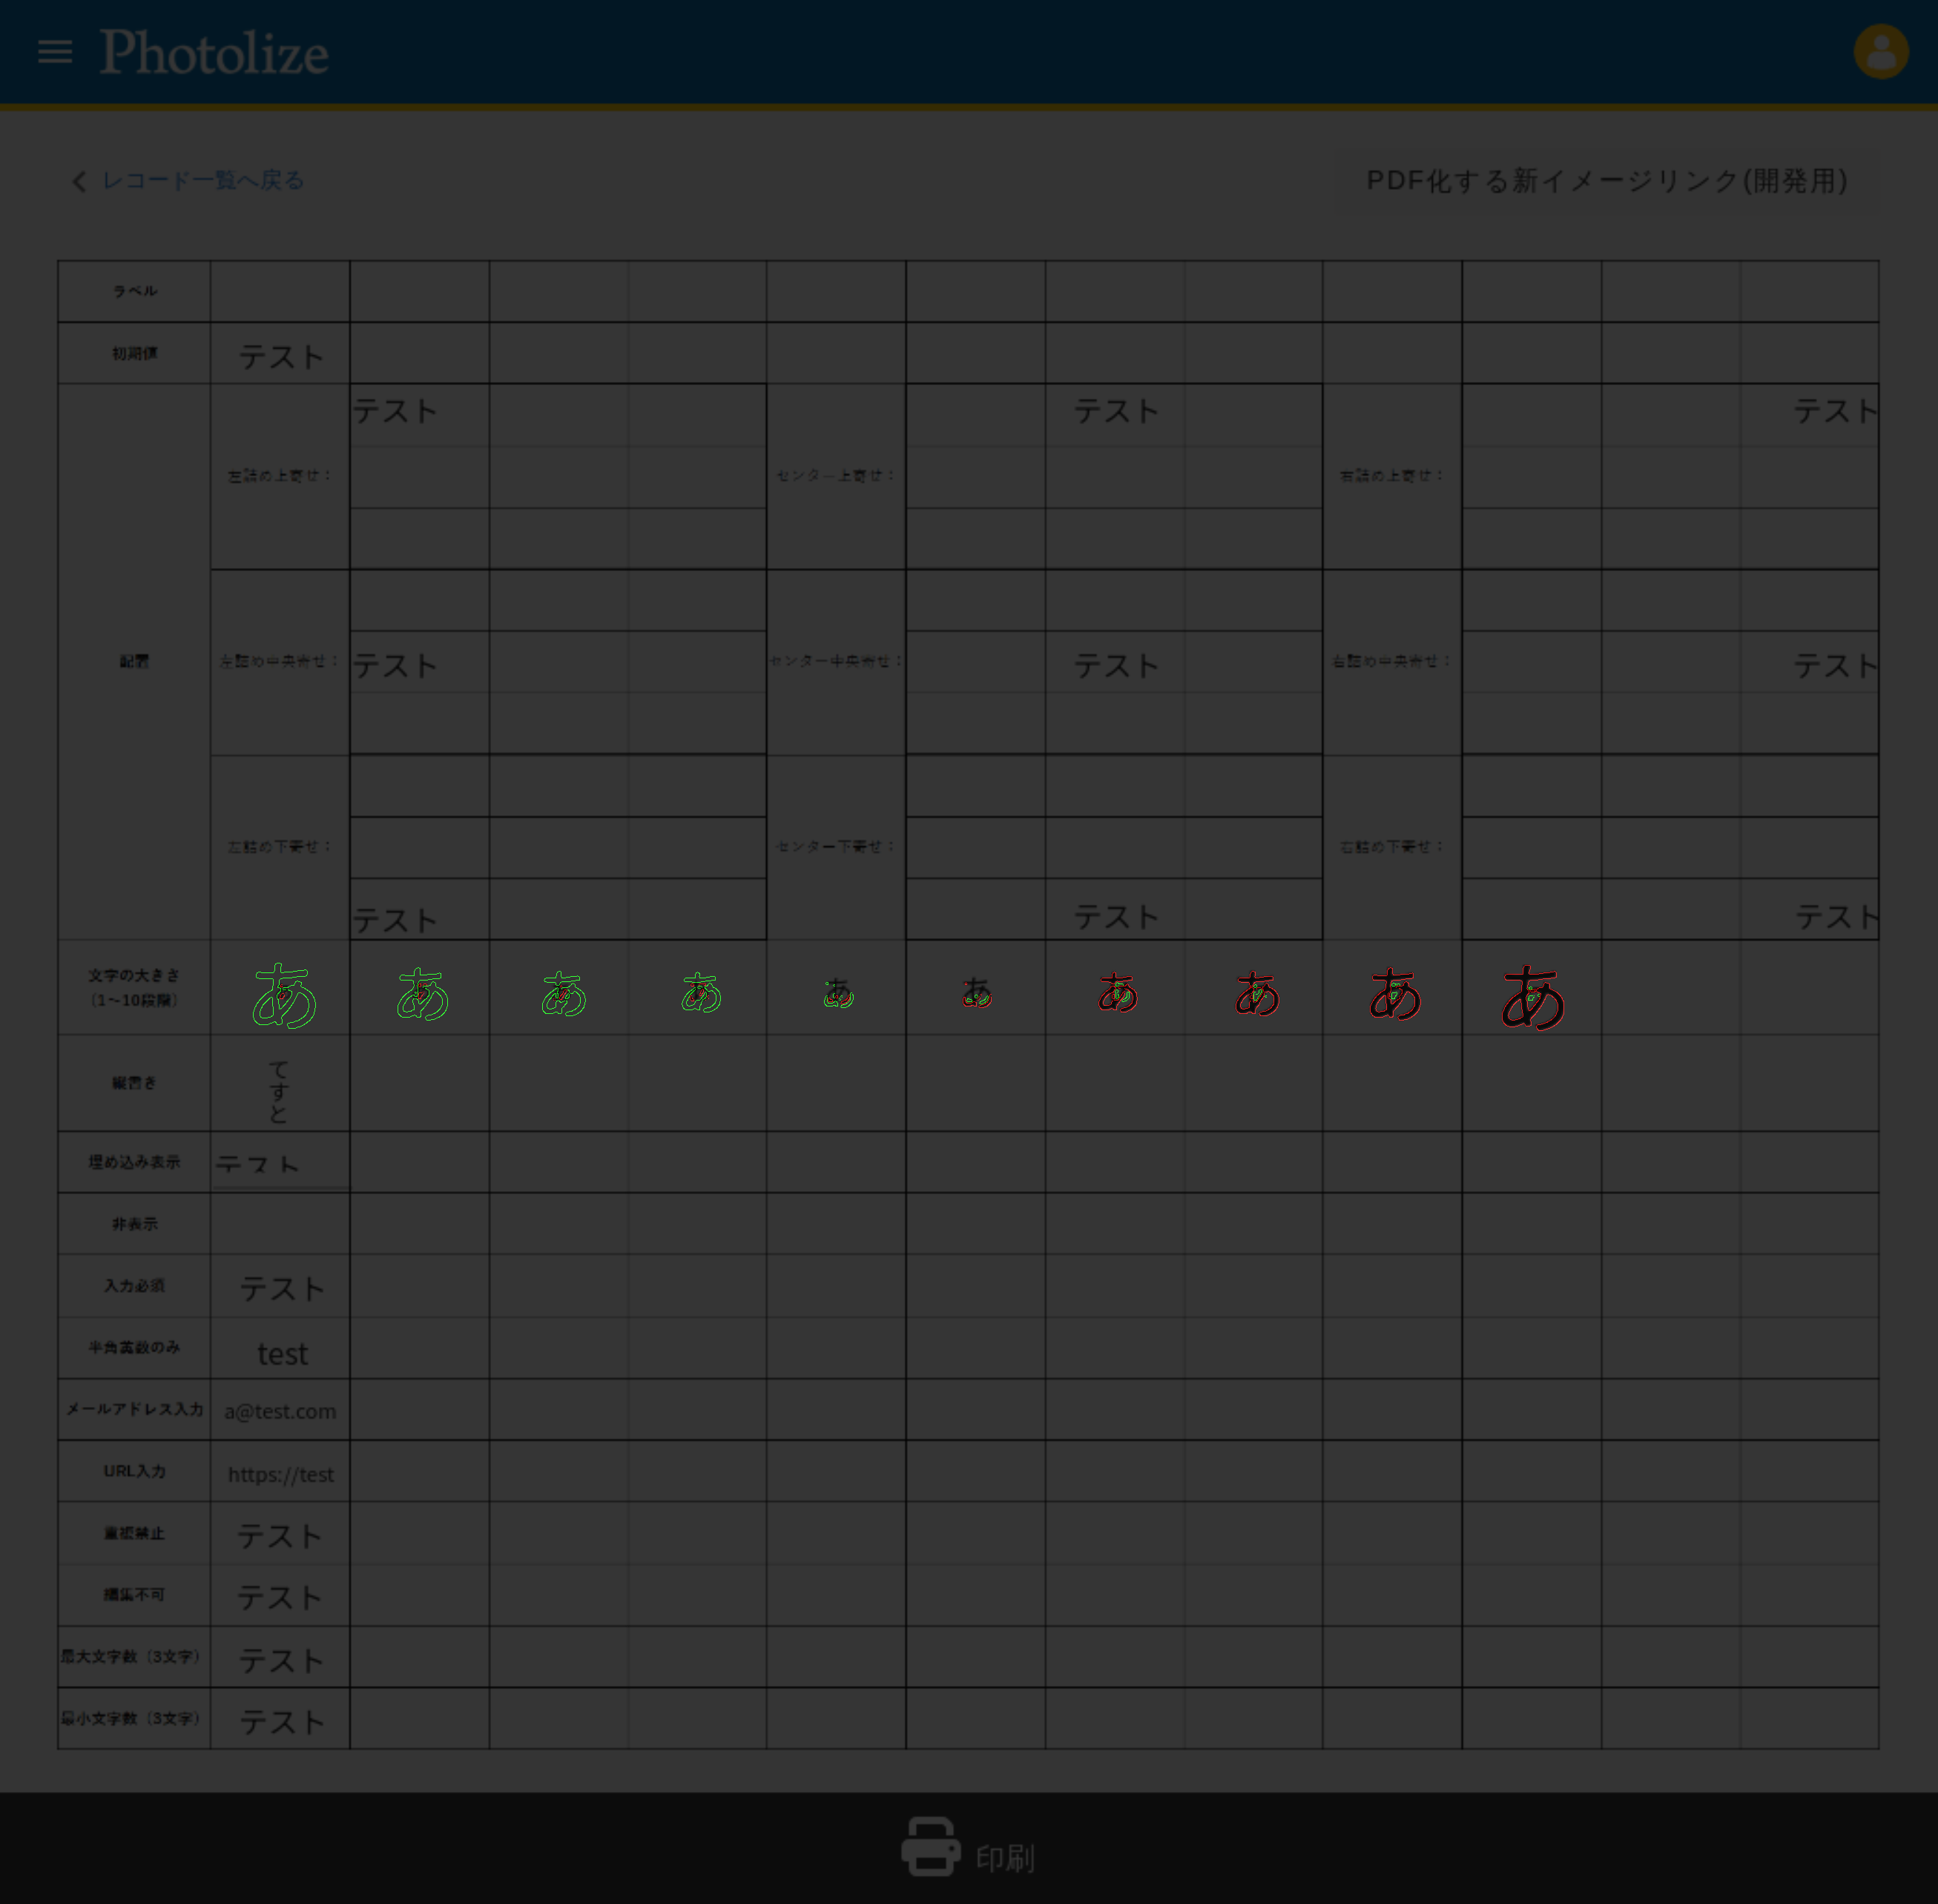 Photolize
レコード一覧へ戻る
PDF化する新イメージリンク(開発用)
ラベル
初期値 テスト
テスト テスト テスト
左詰め上寄せ： センター上寄せ： 右詰め上寄せ：
配置 左詰め中央寄せ： テスト センター中央寄せ： テスト 右詰め中央寄せ： テスト
左詰め下寄せ： センター下寄せ： 右詰め下寄せ：
テスト テスト テスト
文字の大きさ
（1〜10段階）
あ あ あ あ あ あ あ あ あ あ
縦書き てすと
埋め込み表示 テスト
非表示
入力必須 テスト
半角英数のみ test
メールアドレス入力 a@test.com
URL入力 https://test
重複禁止 テスト
編集不可 テスト
最大文字数（3文字） テスト
最小文字数（3文字） テスト
印刷